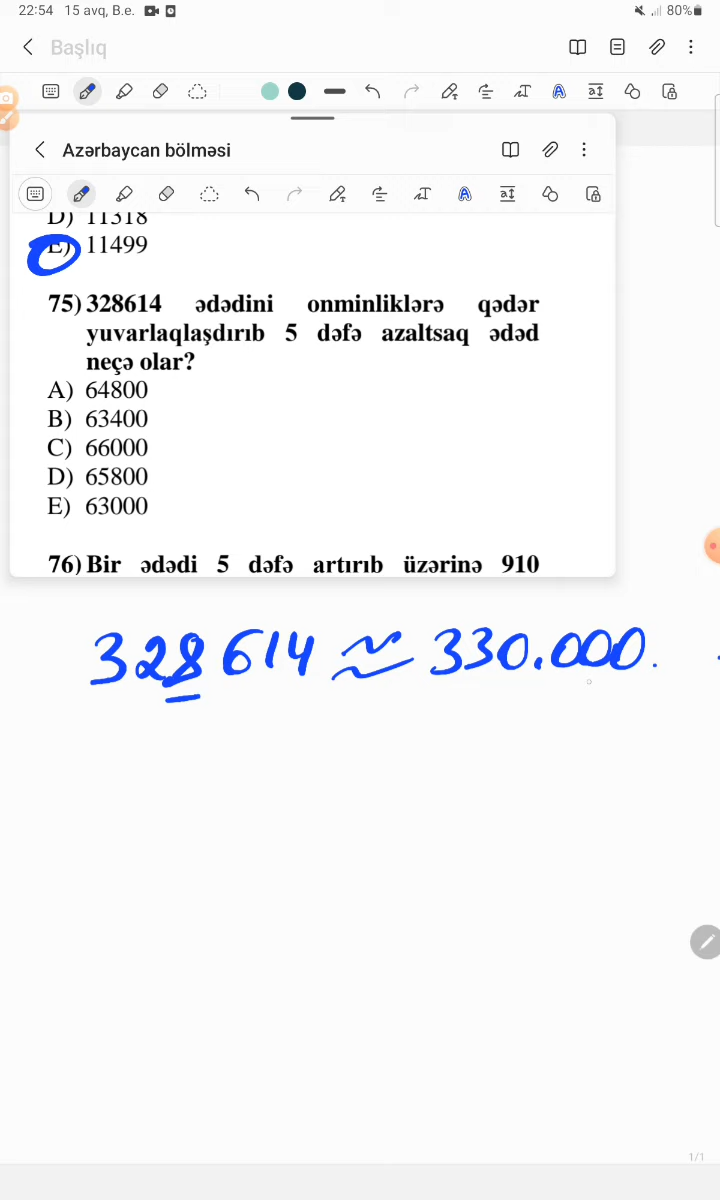 22:54 15 avq, B.e. 80%
Başlıq
Azərbaycan bölməsi
D) 11318
E) 11499
75) 328614 ədədini onminliklərə qədər
yuvarlaqlaşdırıb 5 dəfə azaltsaq ədəd
neçə olar?
A) 64800
B) 63400
C) 66000
D) 65800
E) 63000
76) Bir ədədi 5 dəfə artırıb üzərinə 910
328614 ≈ 330.000.
1/1